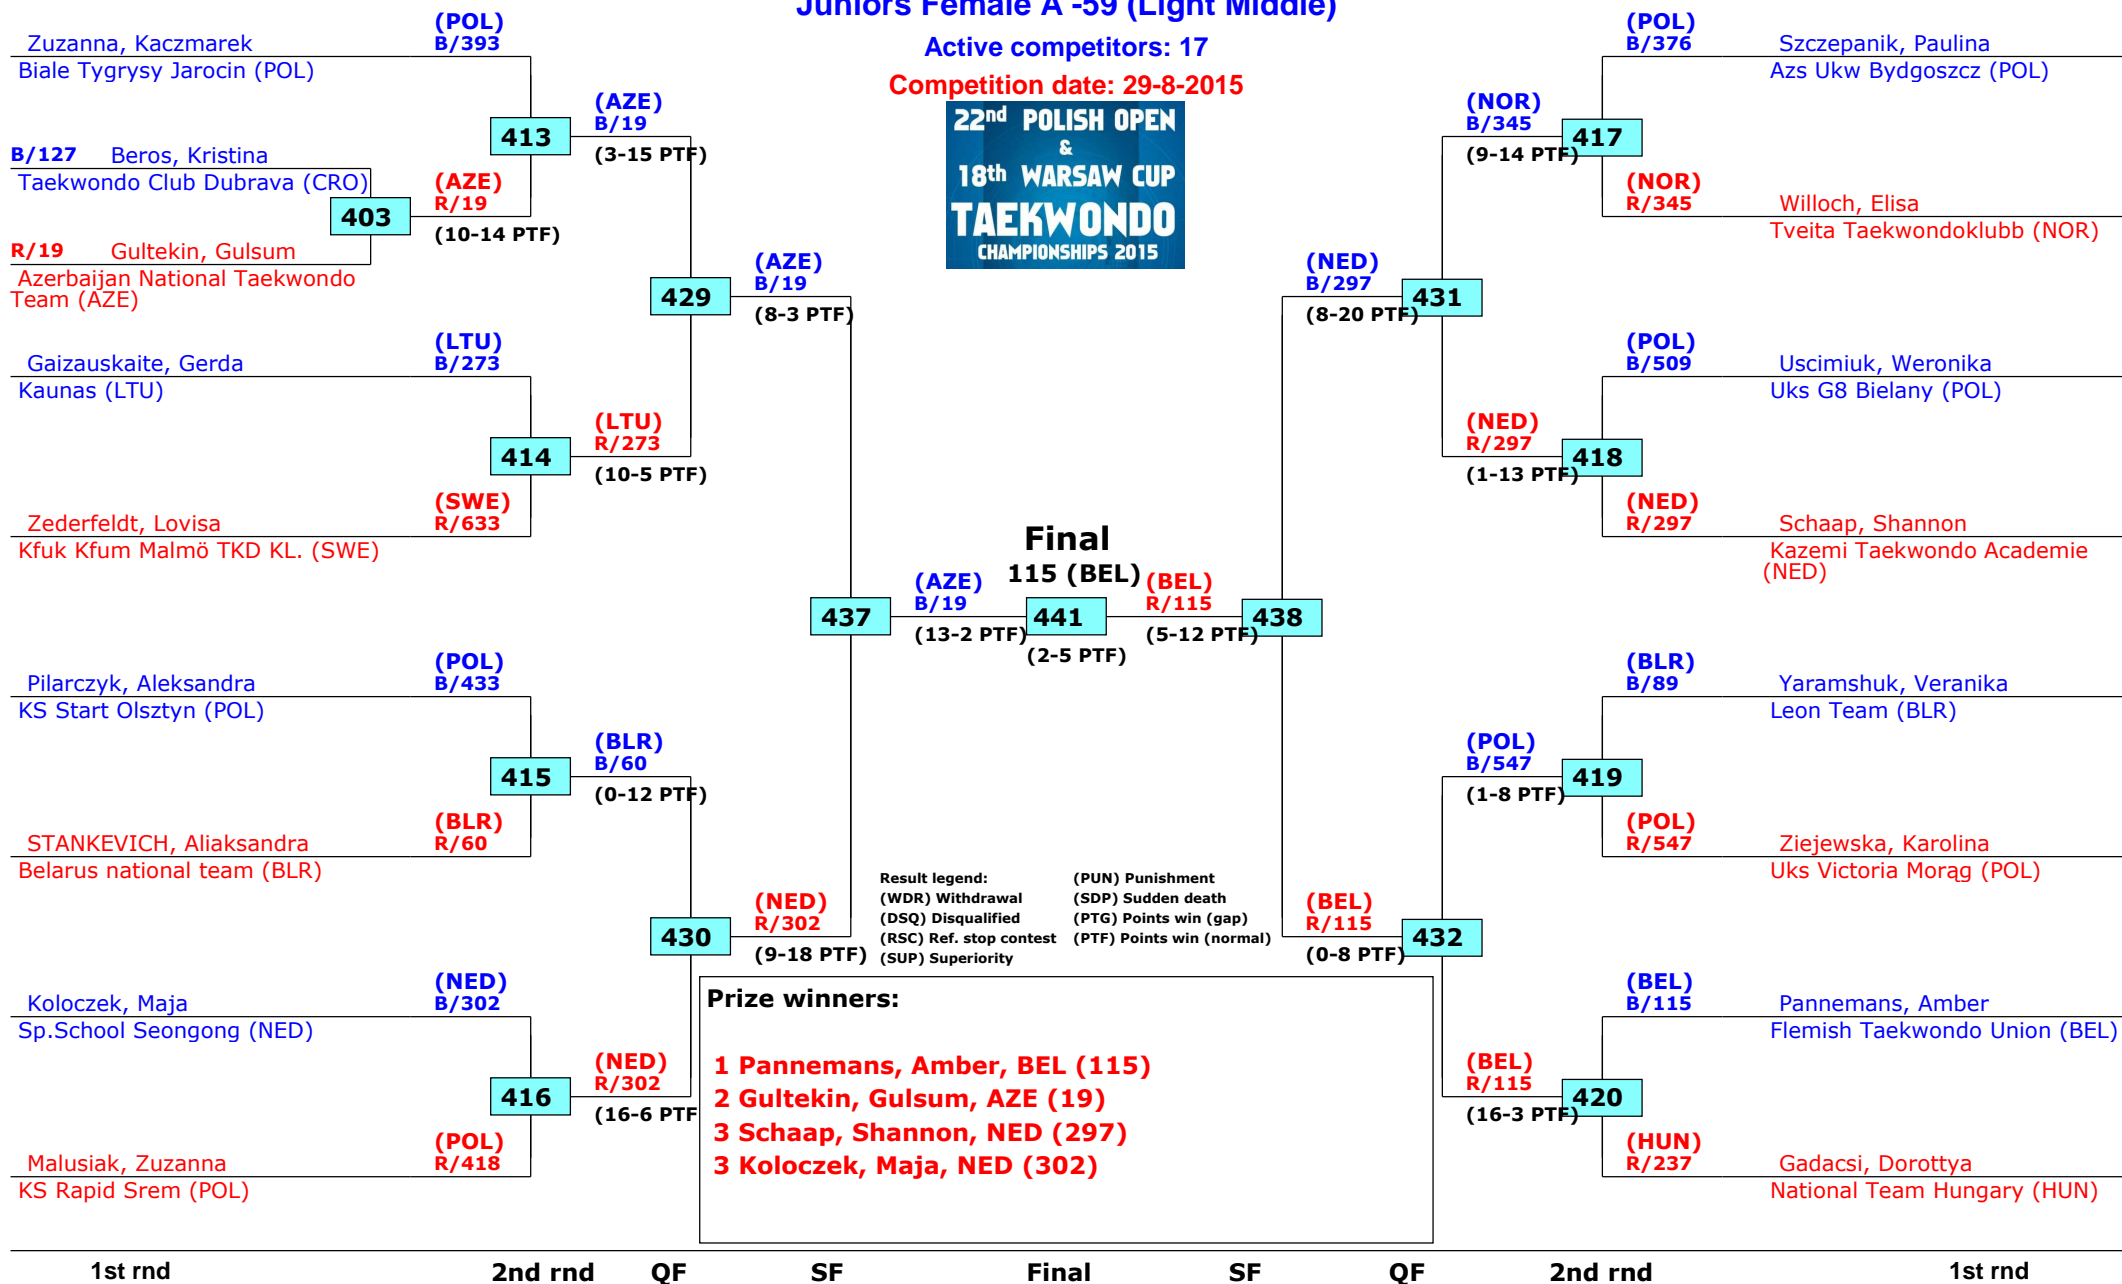 Juniors Female A -59 (Light Middle)
Active competitors: 17
Competition date: 29-8-2015
22nd POLISH OPEN
&
18th WARSAW CUP
TAEKWONDO
CHAMPIONSHIPS 2015
(POL)
B/393
Zuzanna, Kaczmarek
Biale Tygrysy Jarocin (POL)
B/127 Beros, Kristina
Taekwondo Club Dubrava (CRO)
403
R/19 Gultekin, Gulsum
Azerbaijan National Taekwondo
Team (AZE)
(AZE)
R/19
(10-14 PTF)
413
(AZE)
B/19
(3-15 PTF)
(LTU)
B/273
Gaizauskaite, Gerda
Kaunas (LTU)
414
(LTU)
R/273
(10-5 PTF)
(SWE)
R/633
Zederfeldt, Lovisa
Kfuk Kfum Malmö TKD KL. (SWE)
429
(AZE)
B/19
(8-3 PTF)
(POL)
B/433
Pilarczyk, Aleksandra
KS Start Olsztyn (POL)
415
(BLR)
B/60
(0-12 PTF)
(BLR)
R/60
STANKEVICH, Aliaksandra
Belarus national team (BLR)
430
(NED)
R/302
(9-18 PTF)
(NED)
B/302
Koloczek, Maja
Sp.School Seongong (NED)
416
(NED)
R/302
(16-6 PTF
(POL)
R/418
Malusiak, Zuzanna
KS Rapid Srem (POL)
437
(AZE)
B/19
(13-2 PTF)
Final
115 (BEL)
441
(2-5 PTF)
(BEL)
R/115
(5-12 PTF)
438
(POL)
B/376
Szczepanik, Paulina
Azs Ukw Bydgoszcz (POL)
(NOR)
B/345
(9-14 PTF)
417
(NOR)
R/345
Willoch, Elisa
Tveita Taekwondoklubb (NOR)
(NED)
B/297
(8-20 PTF)
431
(POL)
B/509
Uscimiuk, Weronika
Uks G8 Bielany (POL)
(NED)
R/297
(1-13 PTF)
418
(NED)
R/297
Schaap, Shannon
Kazemi Taekwondo Academie
(NED)
(BLR)
B/89
Yaramshuk, Veranika
Leon Team (BLR)
(POL)
B/547
(1-8 PTF)
419
(POL)
R/547
Ziejewska, Karolina
Uks Victoria Morąg (POL)
(BEL)
R/115
(0-8 PTF)
432
(BEL)
B/115
Pannemans, Amber
Flemish Taekwondo Union (BEL)
(BEL)
R/115
(16-3 PTF)
420
(HUN)
R/237
Gadacsi, Dorottya
National Team Hungary (HUN)
Result legend: (PUN) Punishment
(WDR) Withdrawal (SDP) Sudden death
(DSQ) Disqualified (PTG) Points win (gap)
(RSC) Ref. stop contest (PTF) Points win (normal)
(SUP) Superiority
Prize winners:
1 Pannemans, Amber, BEL (115)
2 Gultekin, Gulsum, AZE (19)
3 Schaap, Shannon, NED (297)
3 Koloczek, Maja, NED (302)
1st rnd 2nd rnd QF SF Final SF QF 2nd rnd 1st rnd